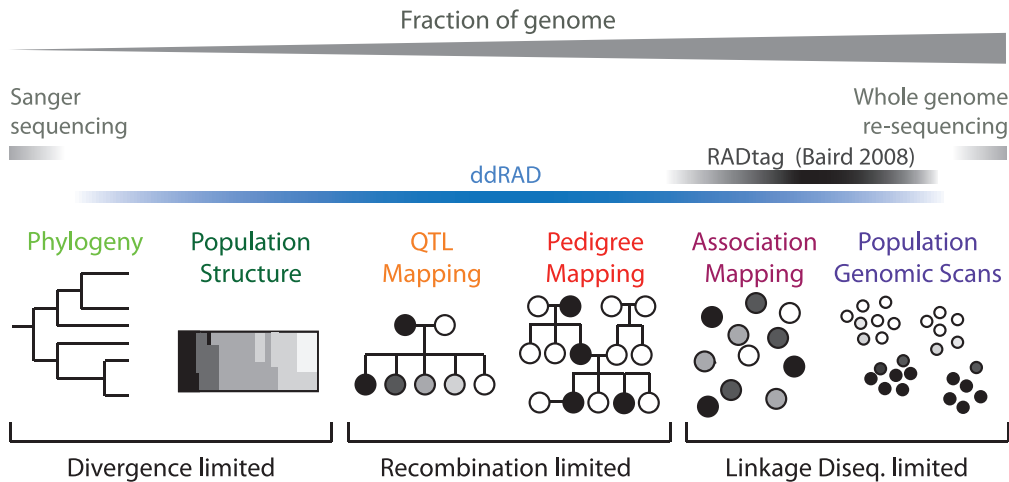 Fraction of genome
Sanger
sequencing
Whole genome
re-sequencing
RADtag (Baird 2008)
ddRAD
Phylogeny
Population
Structure
QTL
Mapping
Pedigree
Mapping
Association
Mapping
Population
Genomic Scans
Divergence limited
Recombination limited
Linkage Diseq. limited